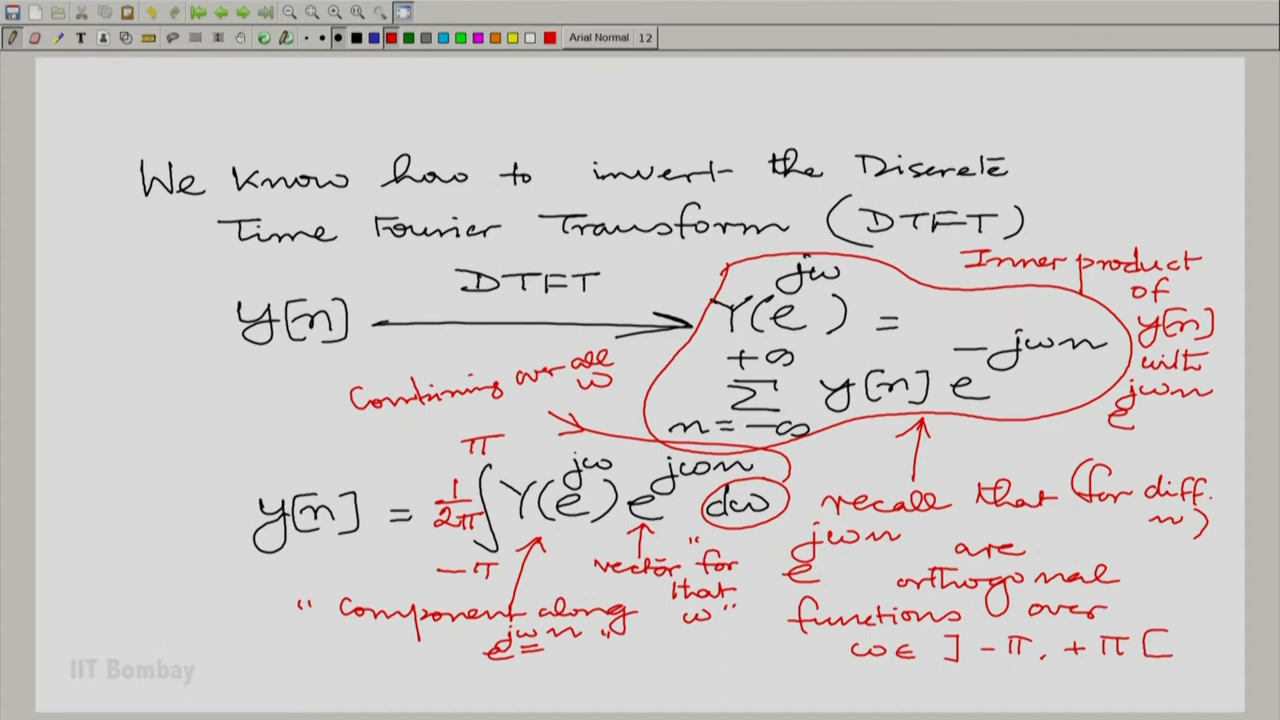 Arial Normal 12
We know how to invert the Discrete
Time Fourier Transform (DTFT)
DTFT
y[n] → Y(e^{jω}) =
+∞
Σ y[n] e^{-jωn}
n = -∞
Inner product
of
y[n]
with
e^{jωn}
Combining over all
ω
y[n] = \frac{1}{2π} ∫_{-π}^{π} Y(e^{jω}) e^{jωn} dω
"component along
e^{jωn}"
"vector for
that
ω"
recall that (for diff.
n)
e^{jωn} are
orthogonal
functions over
ω ∈ ]-π, +π[
IIT Bombay